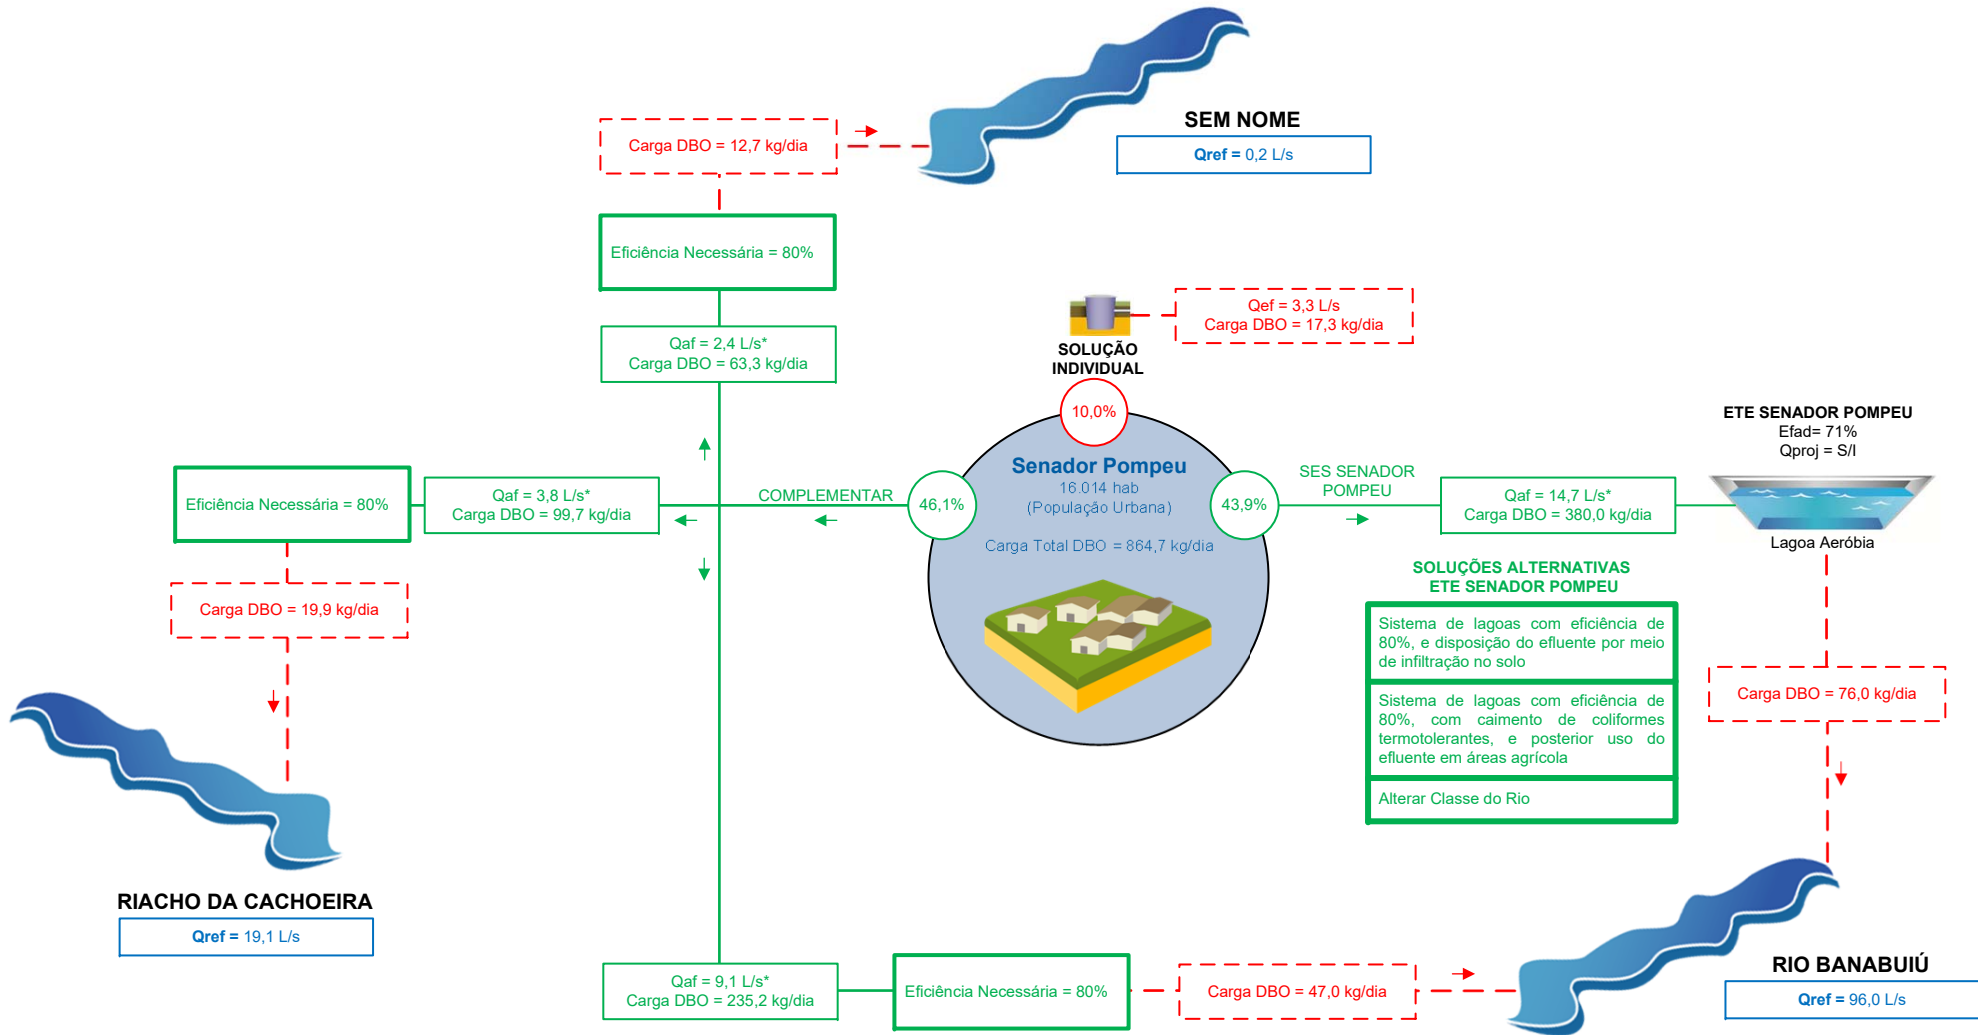 SEM NOME
Qref = 0,2 L/s
Carga DBO = 12,7 kg/dia
Eficiência Necessária = 80%
Qaf = 2,4 L/s*
Carga DBO = 63,3 kg/dia
Qef = 3,3 L/s
Carga DBO = 17,3 kg/dia
SOLUÇÃO
INDIVIDUAL
10,0%
Senador Pompeu
16.014 hab
(População Urbana)
Carga Total DBO = 864,7 kg/dia
46,1%
43,9%
COMPLEMENTAR
SES SENADOR
POMPEU
Qaf = 14,7 L/s*
Carga DBO = 380,0 kg/dia
ETE SENADOR POMPEU
Efad= 71%
Qproj = S/I
Lagoa Aeróbia
Eficiência Necessária = 80%
Qaf = 3,8 L/s*
Carga DBO = 99,7 kg/dia
Carga DBO = 19,9 kg/dia
SOLUÇÕES ALTERNATIVAS
ETE SENADOR POMPEU
Sistema de lagoas com eficiência de
80%, e disposição do efluente por meio
de infiltração no solo
Sistema de lagoas com eficiência de
80%, com caimento de coliformes
termotolerantes, e posterior uso do
efluente em áreas agrícola
Alterar Classe do Rio
Carga DBO = 76,0 kg/dia
RIACHO DA CACHOEIRA
Qref = 19,1 L/s
Qaf = 9,1 L/s*
Carga DBO = 235,2 kg/dia
Eficiência Necessária = 80%
Carga DBO = 47,0 kg/dia
RIO BANABUIÚ
Qref = 96,0 L/s